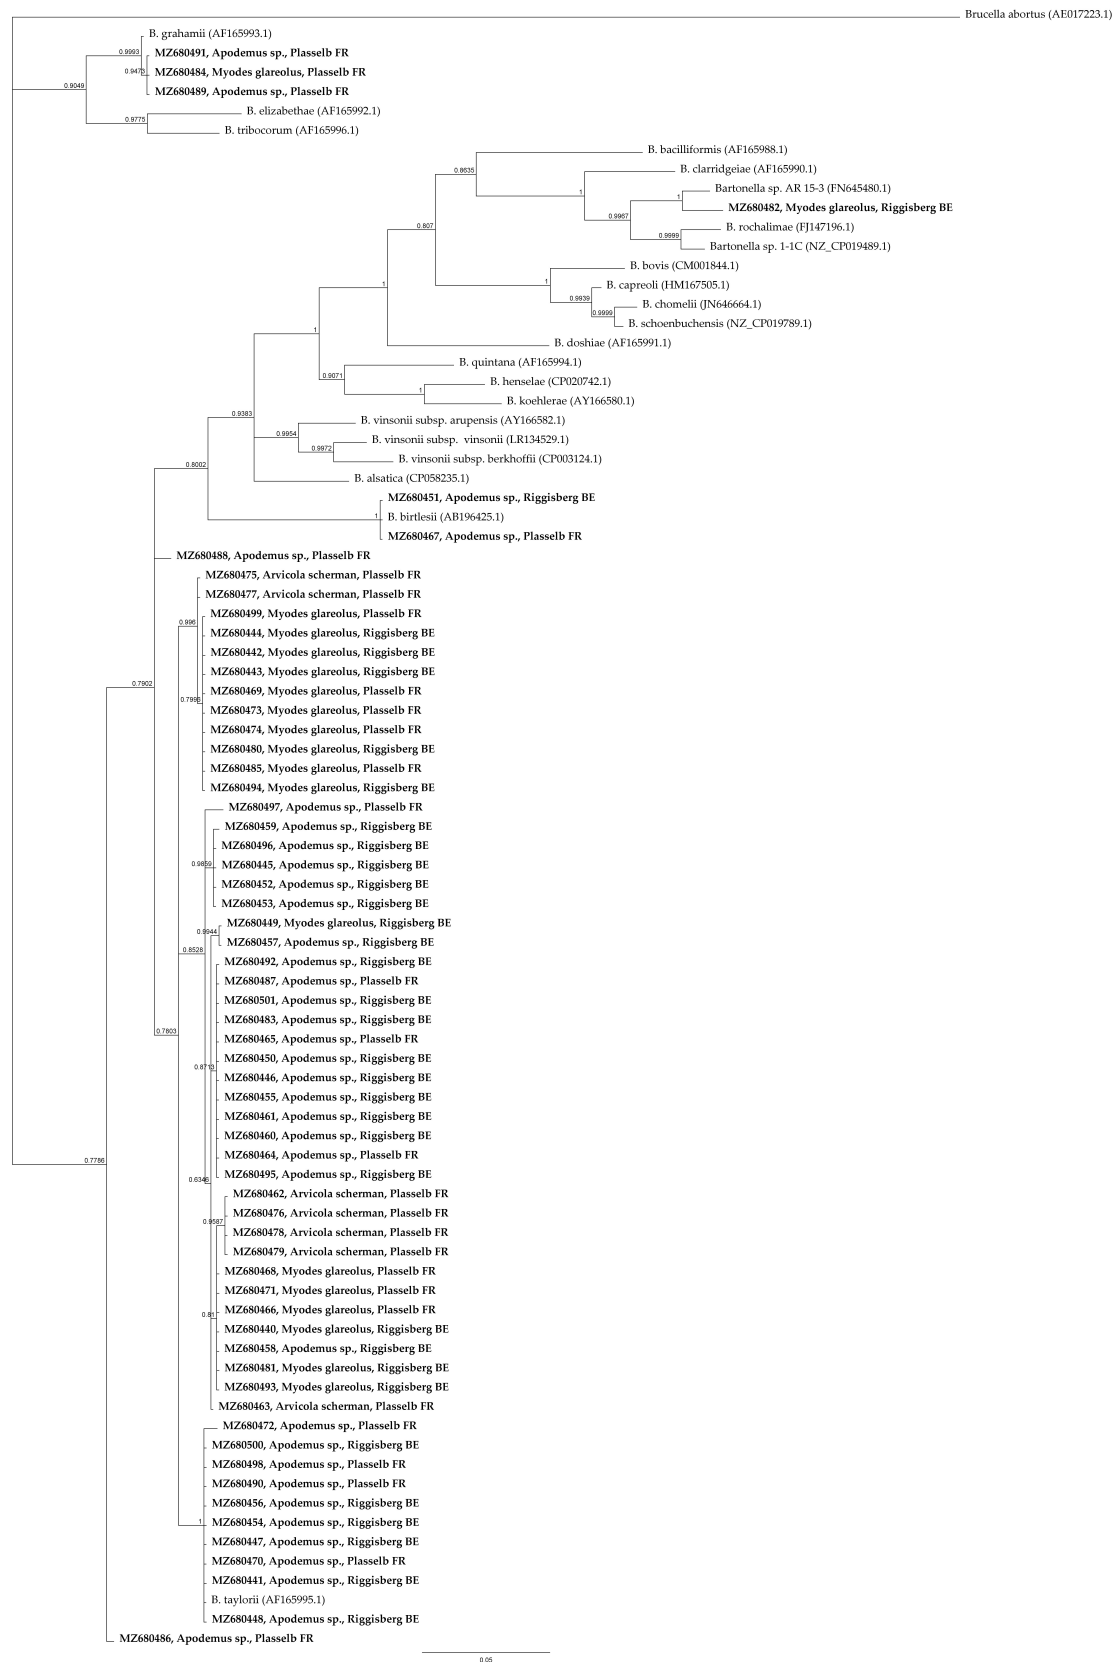 Brucella abortus (AE017223.1)
B. grahamii (AF165993.1)
0.9993
MZ680491, Apodemus sp., Plasselb FR
0.9473
MZ680484, Myodes glareolus, Plasselb FR
0.9049
MZ680489, Apodemus sp., Plasselb FR
B. elizabethae (AF165992.1)
0.9775
B. tribocorum (AF165996.1)
B. bacilliformis (AF165988.1)
0.8635
B. clarridgeiae (AF165990.1)
1
Bartonella sp. AR 15-3 (FN645480.1)
1
MZ680482, Myodes glareolus, Riggisberg BE
0.9967
B. rochalimae (FJ147196.1)
0.807
0.9999
Bartonella sp. 1-1C (NZ_CP019489.1)
B. bovis (CM001844.1)
1
B. capreoli (HM167505.1)
1
0.9939
B. chomelii (JN646664.1)
0.9999
B. schoenbuchensis (NZ_CP019789.1)
1
B. doshiae (AF165991.1)
B. quintana (AF165994.1)
0.9071
B. henselae (CP020742.1)
1
B. koehlerae (AY166580.1)
0.9383
B. vinsonii subsp. arupensis (AY166582.1)
0.9954
B. vinsonii subsp. vinsonii (LR134529.1)
0.9972
B. vinsonii subsp. berkhoffii (CP003124.1)
0.8002
B. alsatica (CP058235.1)
MZ680451, Apodemus sp., Riggisberg BE
1
B. birtlesii (AB196425.1)
MZ680467, Apodemus sp., Plasselb FR
MZ680488, Apodemus sp., Plasselb FR
MZ680475, Arvicola scherman, Plasselb FR
MZ680477, Arvicola scherman, Plasselb FR
MZ680499, Myodes glareolus, Plasselb FR
0.996
MZ680444, Myodes glareolus, Riggisberg BE
MZ680442, Myodes glareolus, Riggisberg BE
MZ680443, Myodes glareolus, Riggisberg BE
0.7902
MZ680469, Myodes glareolus, Plasselb FR
MZ680473, Myodes glareolus, Plasselb FR
MZ680474, Myodes glareolus, Plasselb FR
MZ680480, Myodes glareolus, Riggisberg BE
MZ680485, Myodes glareolus, Plasselb FR
MZ680494, Myodes glareolus, Riggisberg BE
MZ680497, Apodemus sp., Plasselb FR
MZ680459, Apodemus sp., Riggisberg BE
MZ680496, Apodemus sp., Riggisberg BE
0.9859
MZ680445, Apodemus sp., Riggisberg BE
MZ680452, Apodemus sp., Riggisberg BE
MZ680453, Apodemus sp., Riggisberg BE
MZ680449, Myodes glareolus, Riggisberg BE
0.9944
MZ680457, Apodemus sp., Riggisberg BE
0.8528
MZ680492, Apodemus sp., Riggisberg BE
MZ680487, Apodemus sp., Plasselb FR
MZ680501, Apodemus sp., Riggisberg BE
MZ680483, Apodemus sp., Riggisberg BE
0.7803
MZ680465, Apodemus sp., Plasselb FR
MZ680450, Apodemus sp., Riggisberg BE
0.8713
MZ680446, Apodemus sp., Riggisberg BE
MZ680455, Apodemus sp., Riggisberg BE
MZ680461, Apodemus sp., Riggisberg BE
MZ680460, Apodemus sp., Riggisberg BE
MZ680464, Apodemus sp., Plasselb FR
0.7786
MZ680495, Apodemus sp., Riggisberg BE
0.6346
MZ680462, Arvicola scherman, Plasselb FR
MZ680476, Arvicola scherman, Plasselb FR
0.9587
MZ680478, Arvicola scherman, Plasselb FR
MZ680479, Arvicola scherman, Plasselb FR
MZ680468, Myodes glareolus, Plasselb FR
MZ680471, Myodes glareolus, Plasselb FR
MZ680466, Myodes glareolus, Plasselb FR
0.81
MZ680440, Myodes glareolus, Riggisberg BE
MZ680458, Apodemus sp., Riggisberg BE
MZ680481, Myodes glareolus, Riggisberg BE
MZ680493, Myodes glareolus, Riggisberg BE
MZ680463, Arvicola scherman, Plasselb FR
MZ680472, Apodemus sp., Plasselb FR
MZ680500, Apodemus sp., Riggisberg BE
MZ680498, Apodemus sp., Plasselb FR
MZ680490, Apodemus sp., Plasselb FR
MZ680456, Apodemus sp., Riggisberg BE
1
MZ680454, Apodemus sp., Riggisberg BE
MZ680447, Apodemus sp., Riggisberg BE
MZ680470, Apodemus sp., Plasselb FR
MZ680441, Apodemus sp., Riggisberg BE
B. taylorii (AF165995.1)
MZ680448, Apodemus sp., Riggisberg BE
MZ680486, Apodemus sp., Plasselb FR
0.05